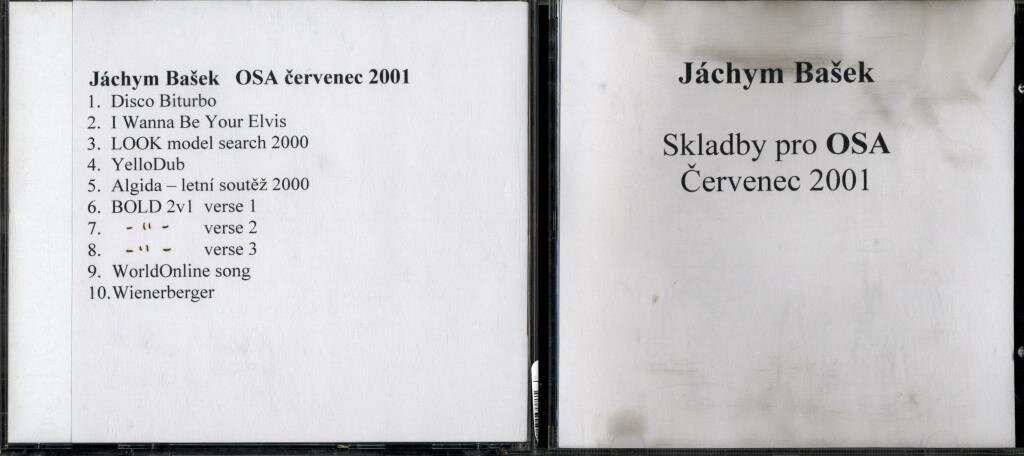 Jáchym Bašek OSA červenec 2001
1. Disco Biturbo
2. I Wanna Be Your Elvis
3. LOOK model search 2000
4. YelloDub
5. Algida – letní soutěž 2000
6. BOLD 2v1 verse 1
7. - '' - verse 2
8. - '' - verse 3
9. WorldOnline song
10.Wienerberger
Jáchym Bašek
Skladby pro OSA
Červenec 2001